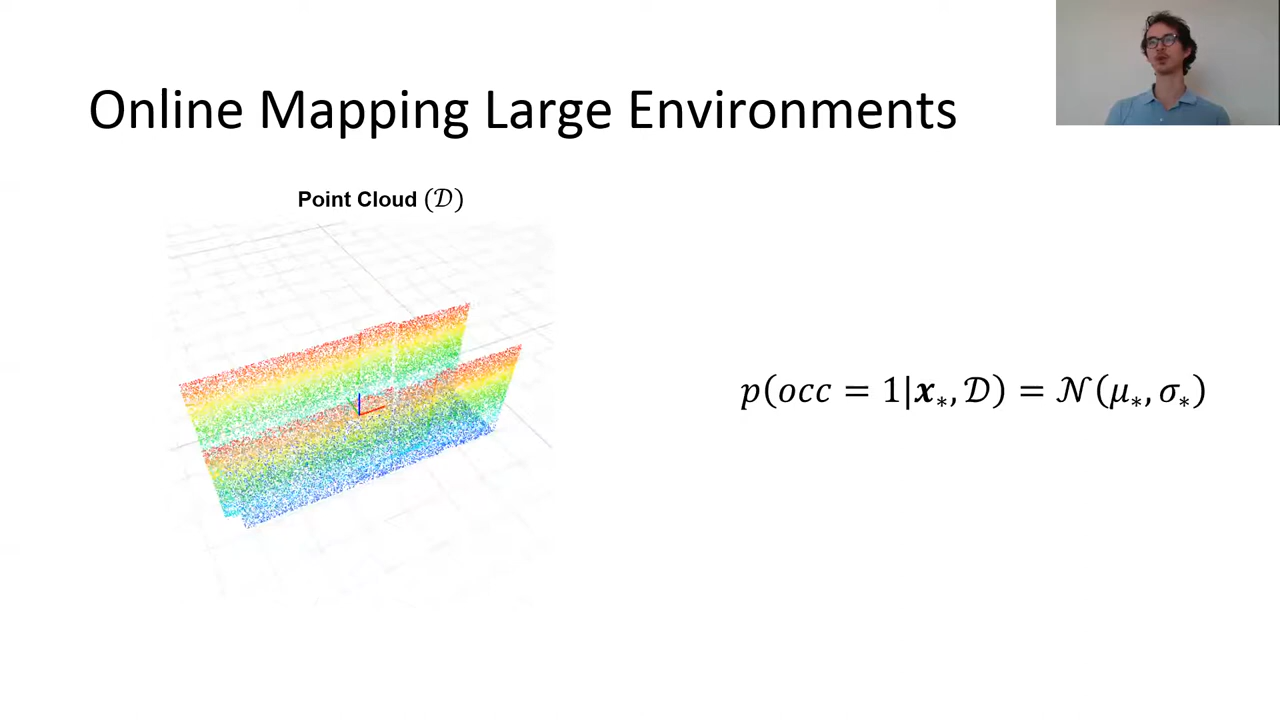 Online Mapping Large Environments
Point Cloud (𝒟)
𝑝(𝑜𝑐𝑐 = 1|𝒙∗, 𝒟) = 𝒩(𝜇∗, 𝜎∗)